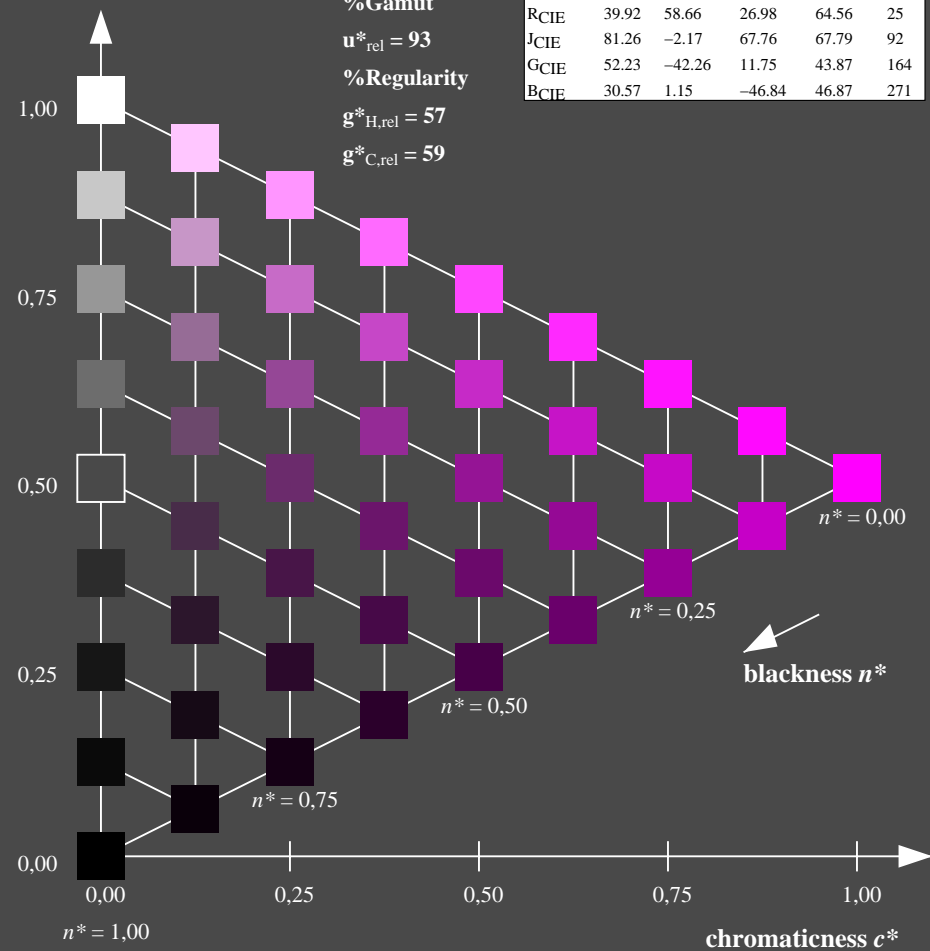 %Gamut
u*rel = 93
%Regularity
g*H,rel = 57
g*C,rel = 59
RCIE 39.92 58.66 26.98 64.56 25
JCIE 81.26 −2.17 67.76 67.79 92
GCIE 52.23 −42.26 11.75 43.87 164
BCIE 30.57 1.15 −46.84 46.87 271
1,00
0,75
0,50
0,25
0,00
n* = 0,00
n* = 0,25
blackness n*
n* = 0,50
n* = 0,75
0,00 0,25 0,50 0,75 1,00
n* = 1,00
chromaticness c*